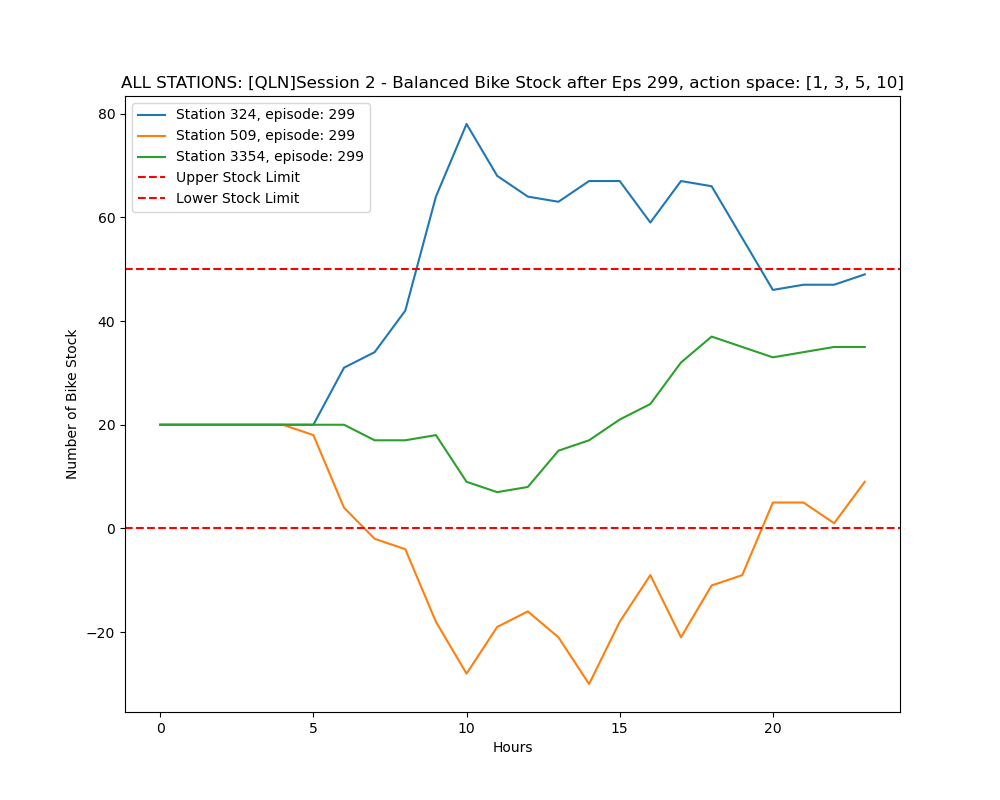 ALL STATIONS: [QLN]Session 2 - Balanced Bike Stock after Eps 299, action space: [1, 3, 5, 10]
Station 324, episode: 299
Station 509, episode: 299
Station 3354, episode: 299
Upper Stock Limit
Lower Stock Limit
Number of Bike Stock
80
60
40
20
0
−20
0 5 10 15 20
Hours